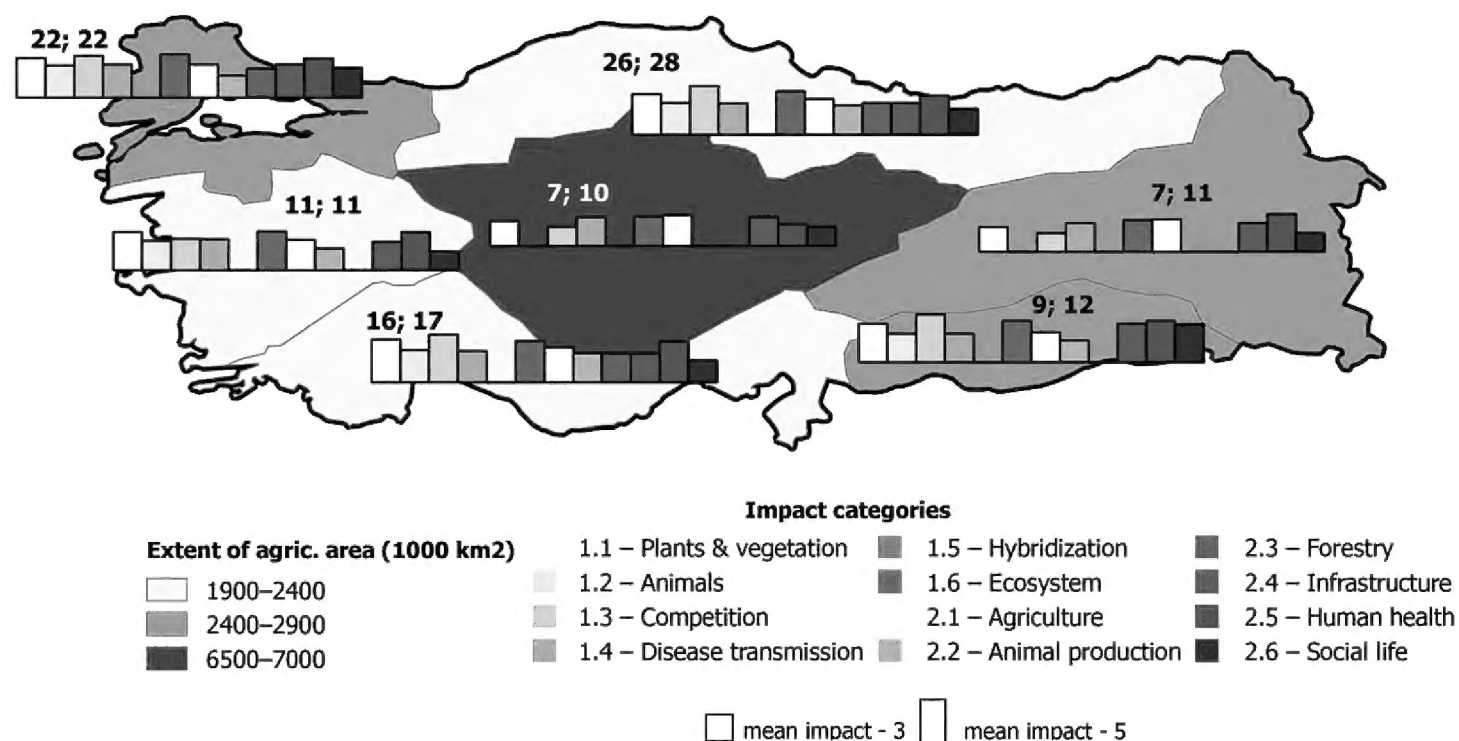 22; 22
26; 28
11; 11
7; 10
7; 11
16; 17
9; 12
Impact categories
Extent of agric. area (1000 km2)
1900–2400
2400–2900
6500–7000
1.1 – Plants & vegetation
1.2 – Animals
1.3 – Competition
1.4 – Disease transmission
1.5 – Hybridization
1.6 – Ecosystem
2.1 – Agriculture
2.2 – Animal production
2.3 – Forestry
2.4 – Infrastructure
2.5 – Human health
2.6 – Social life
mean impact - 3
mean impact - 5